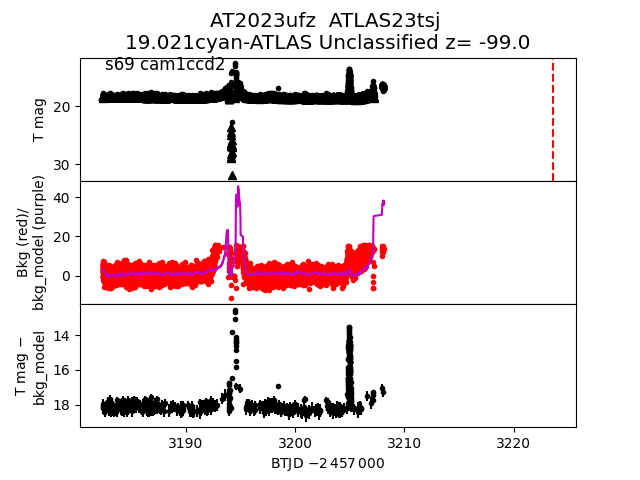 AT2023ufz  ATLAS23tsj
19.021cyan-ATLAS Unclassified z= -99.0
s69 cam1ccd2
T mag
20
30
Bkg (red)/
bkg_model (purple)
40
20
0
T mag −
bkg_model
14
16
18
3190
3200
3210
3220
BTJD −2 457 000